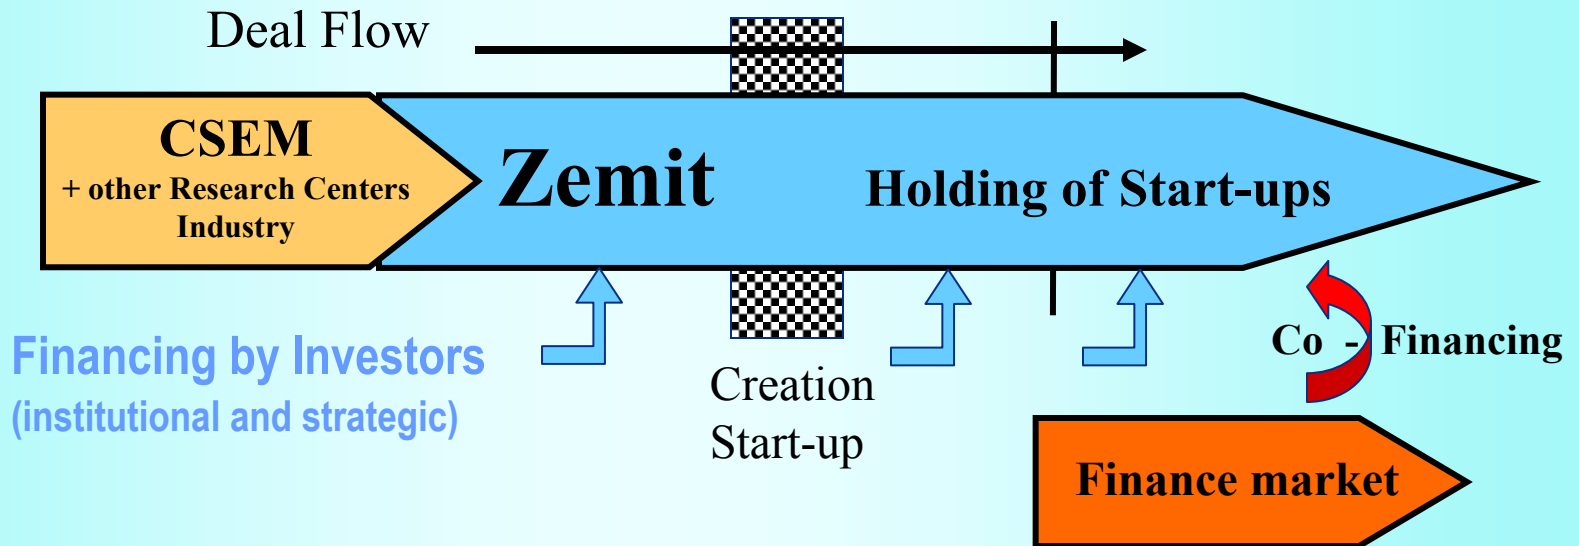 Deal Flow
CSEM
+ other Research Centers
Industry
Zemit
Holding of Start-ups
Financing by Investors
(institutional and strategic)
Creation
Start-up
Co - Financing
Finance market